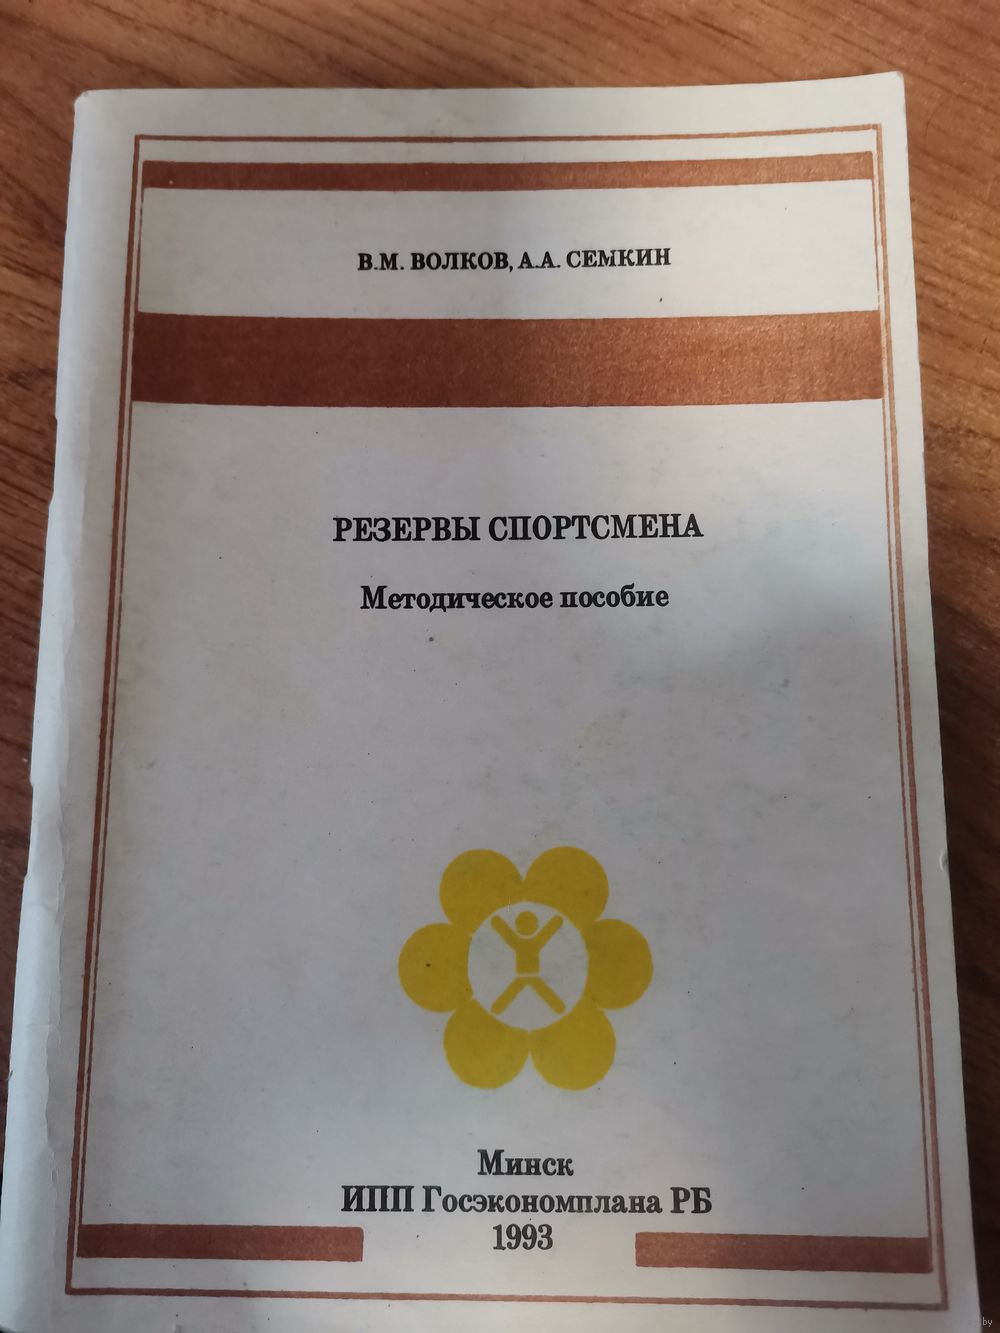 В.М. ВОЛКОВ, А.А. СЕМКИН
РЕЗЕРВЫ СПОРТСМЕНА
Методическое пособие
Минск
ИПП Госэкономплана РБ
1993